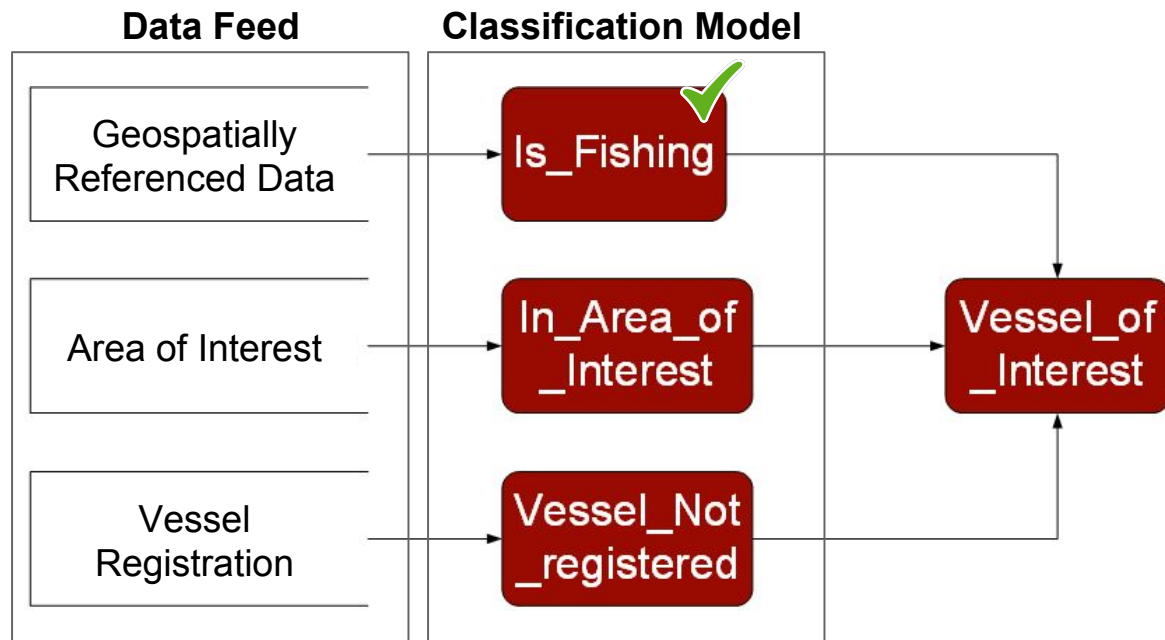 Data Feed
Classification Model
Geospatially
Referenced Data
Is_Fishing
Area of Interest
In_Area_of
_Interest
Vessel_of
_Interest
Vessel
Registration
Vessel_Not
_registered